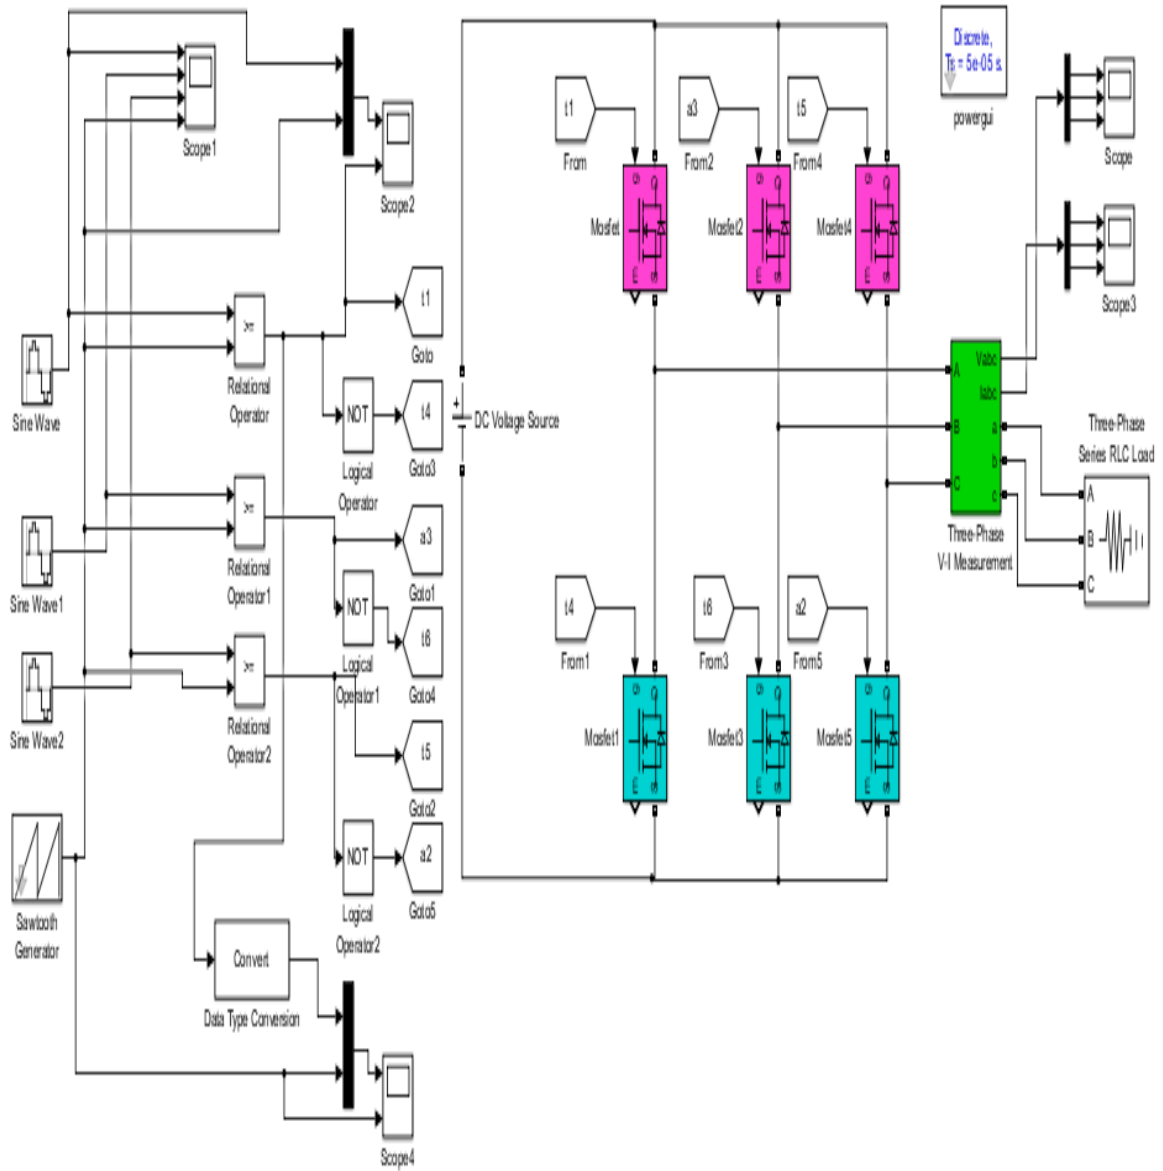 Discrete,
Ts = 5e-05 s.
powergui
Scope1
Scope2
t1
From
a3
From2
t5
From4
Scope
Mosfet
Mosfet2
Mosfet4
g
D
m
S
g
D
m
S
g
D
m
S
Scope3
t1
Goto
>=
Relational
Operator
Sine Wave
NOT
Logical
Operator
t4
Goto3
+
DC Voltage Source
A
B
C
Vabc
Iabc
a
b
c
Three-Phase
V-I Measurement
Three-Phase
Series RLC Load
A
B
C
>=
Relational
Operator1
Sine Wave1
a3
Goto1
NOT
Logical
Operator1
t6
Goto4
>=
Relational
Operator2
Sine Wave2
t5
Goto2
t4
From1
t6
From3
a2
From5
Mosfet1
Mosfet3
Mosfet5
g
D
m
S
g
D
m
S
g
D
m
S
NOT
Logical
Operator2
a2
Goto5
Sawtooth
Generator
Convert
Data Type Conversion
Scope4